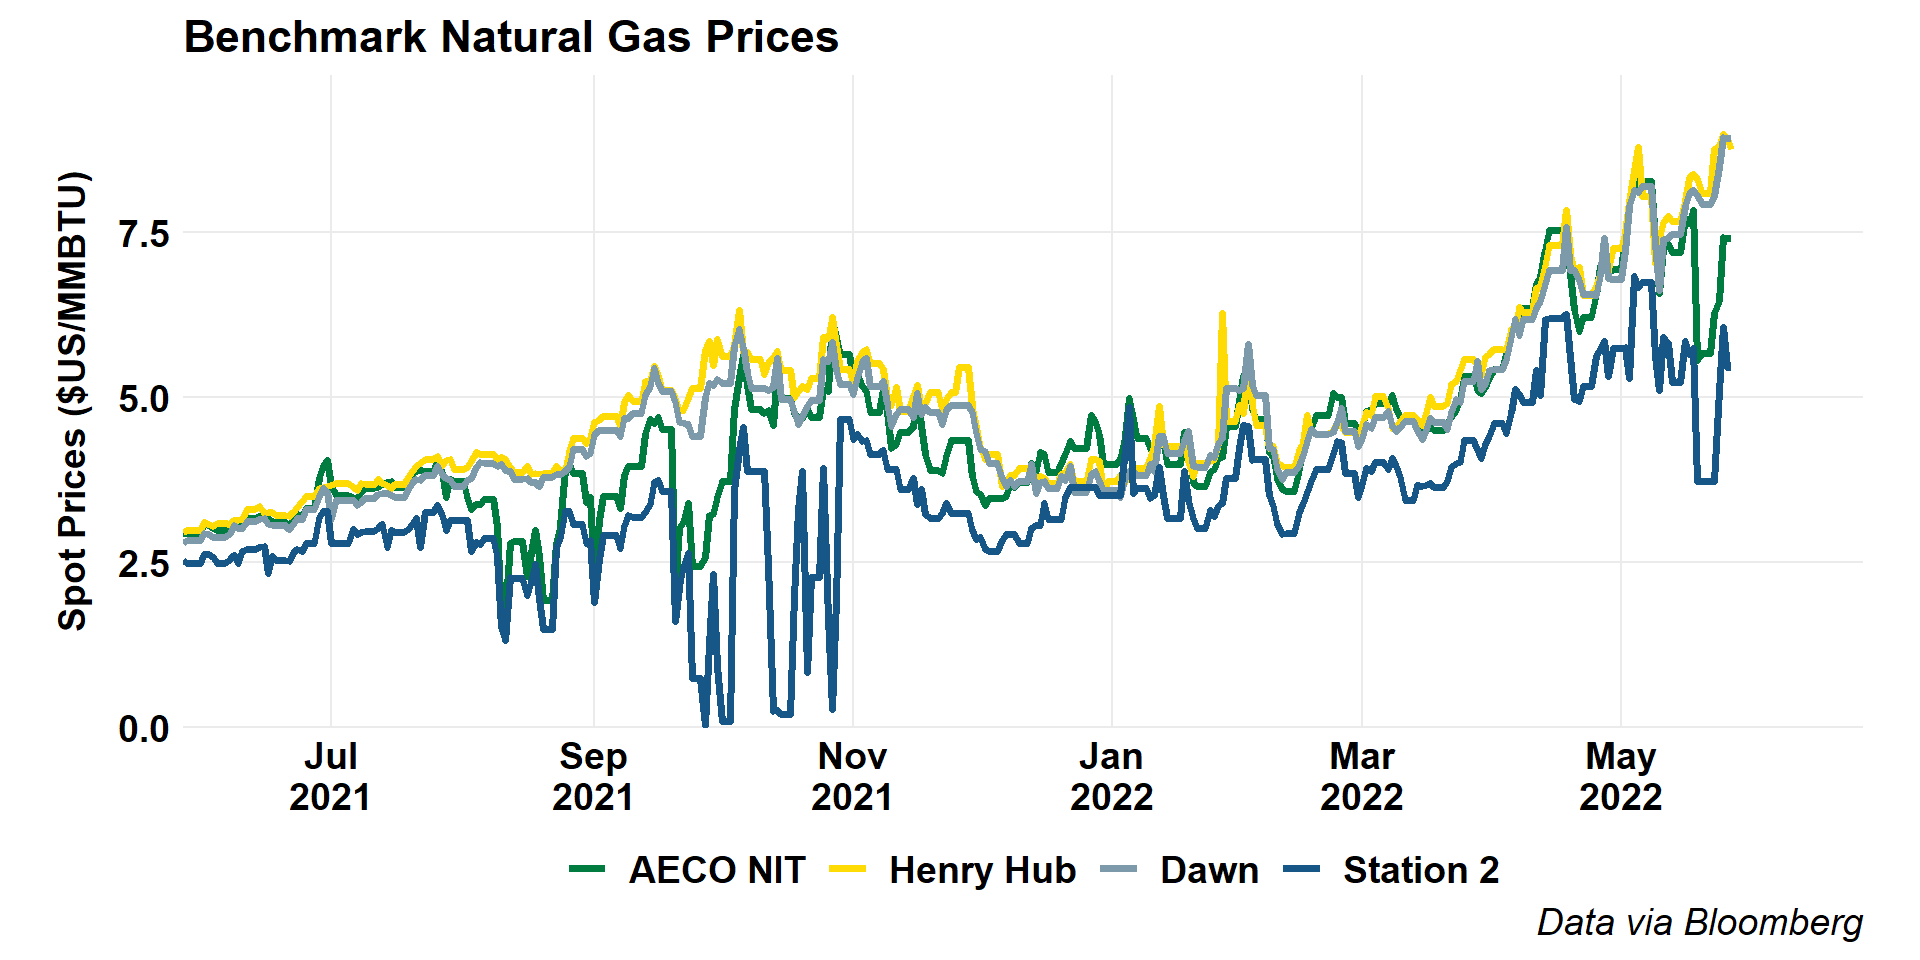 Benchmark Natural Gas Prices
Spot Prices ($US/MMBTU)
7.5
5.0
2.5
0.0
Jul Sep Nov Jan Mar May
2021 2021 2021 2022 2022 2022
AECO NIT Henry Hub Dawn Station 2
Data via Bloomberg